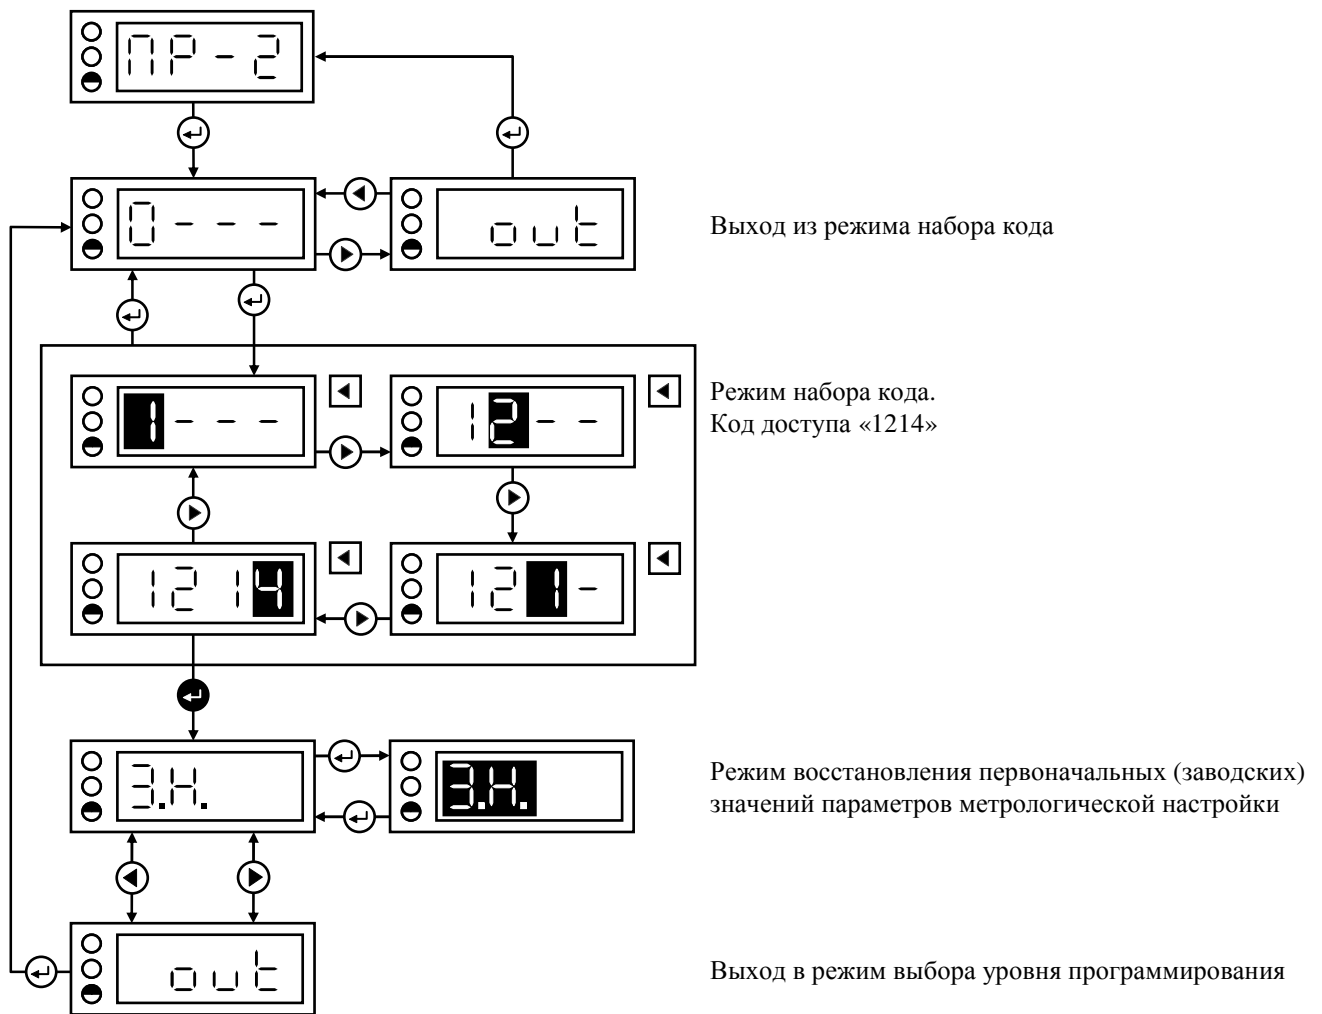 ПР-2
0---
out
Выход из режима набора кода
1---
12--
Режим набора кода.
Код доступа «1214»
1214
121-
З.Н.
З.Н.
Режим восстановления первоначальных (заводских)
значений параметров метрологической настройки
out
Выход в режим выбора уровня программирования